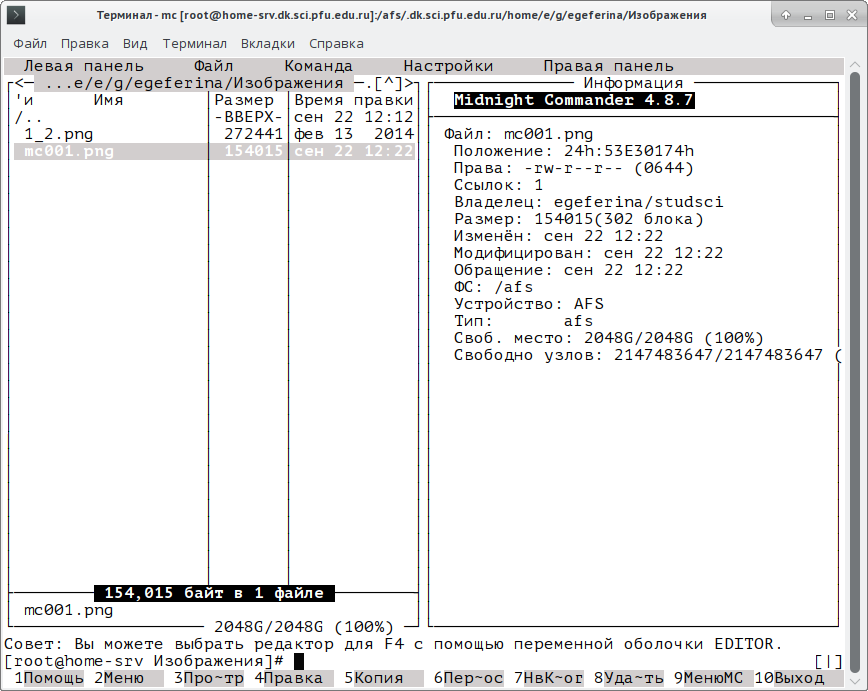 Терминал - mc [root@home-srv.dk.sci.pfu.edu.ru]:/afs/.dk.sci.pfu.edu.ru/home/e/g/egeferina/Изображения
Файл Правка Вид Терминал Вкладки Справка
Левая панель Файл Команда Настройки Правая панель
<─ ...e/e/g/egeferina/Изображения ─.[^]>
'и Имя Размер Время правки
/.. -ВВЕРХ- сен 22 12:12
1_2.png 272441 фев 13 2014
mc001.png 154015 сен 22 12:22
154,015 байт в 1 файле
mc001.png
2048G/2048G (100%)
Информация
Midnight Commander 4.8.7
Файл: mc001.png
Положение: 24h:53E30174h
Права: -rw-r--r-- (0644)
Ссылок: 1
Владелец: egeferina/studsci
Размер: 154015(302 блока)
Изменён: сен 22 12:22
Модифицирован: сен 22 12:22
Обращение: сен 22 12:22
ФС: /afs
Устройство: AFS
Тип: afs
Своб. место: 2048G/2048G (100%)
Свободно узлов: 2147483647/2147483647 (
Совет: Вы можете выбрать редактор для F4 с помощью переменной оболочки EDITOR.
[root@home-srv Изображения]# [|]
1Помощь 2Меню 3Про~тр 4Правка 5Копия 6Пер~ос 7НвК~ог 8Уда~ть 9МенюМС 10Выход